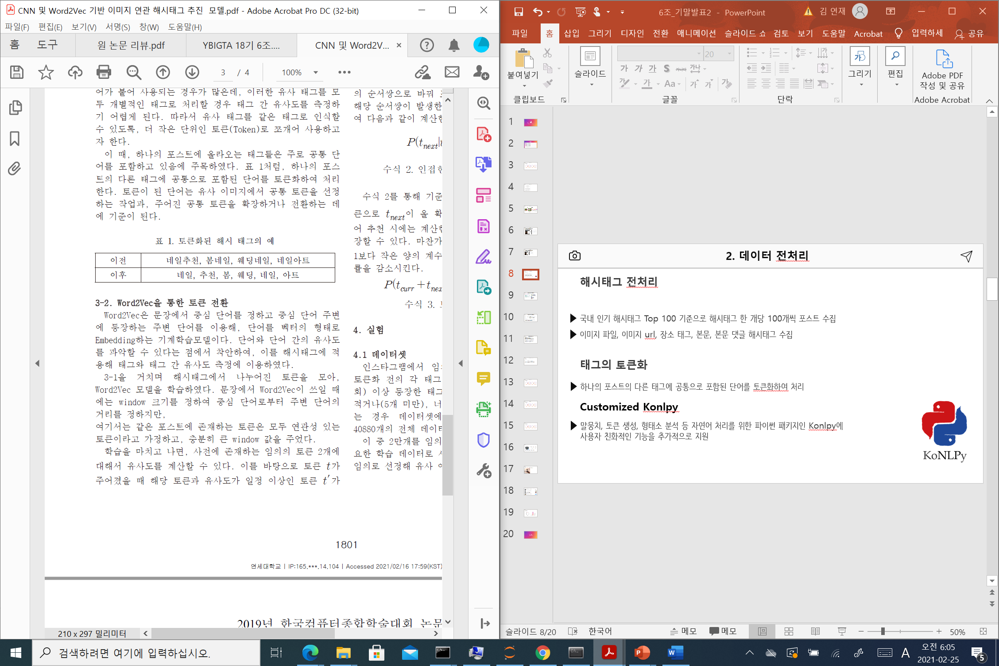 CNN 및 Word2Vec 기반 이미지 연관 해시태그 추진 모델.pdf - Adobe Acrobat Pro DC (32-bit)
파일(F) 편집(E) 보기(V) 서명(S) 창(W) 도움말(H)
홈 도구 원 논문 리뷰.pdf YBIGTA 18기 6조.... CNN 및 Word2V... ×
3 / 4 100%
어가 붙어 사용되는 경우가 많은데, 이러한 유사 태그를 모
두 개별적인 태그로 처리할 경우 태그 간 유사도를 측정하
기 어렵게 된다. 따라서 유사 태그를 같은 태그로 인식할
수 있도록, 더 작은 단위인 토큰(Token)로 쪼개어 사용하고
자 한다.
이 때, 하나의 포스트에 올라오는 태그들은 주로 공통 단
어를 포함하고 있음에 주목하였다. 표 1처럼, 하나의 포스
트의 다른 태그에 공통으로 포함된 단어를 토큰화하여 처리
한다. 토큰이 된 단어는 유사 이미지에서 공통 토큰을 선정
하는 작업과, 주어진 공통 토큰을 확장하거나 전환하는 데
에 기준이 된다.
표 1. 토큰화된 해시 태그의 예
이전 네일추천, 봄네일, 웨딩네일, 네일아트
이후 네일, 추천, 봄, 웨딩, 네일, 아트
3-2. Word2Vec을 통한 토큰 전환
Word2Vec은 문장에서 중심 단어를 정하고 중심 단어 주변
에 등장하는 주변 단어를 이용해, 단어를 벡터의 형태로
Embedding하는 기계학습모델이다. 단어와 단어 간의 유사도
를 파악할 수 있다는 점에서 착안하여, 이를 해시태그에 적
용해 태그와 태그 간 유사도 측정에 이용하였다.
3-1을 거치며 해시태그에서 나누어진 토큰을 모아,
Word2Vec 모델을 학습하였다. 문장에서 Word2Vec이 쓰일 때
에는 window 크기를 정하여 중심 단어로부터 주변 단어의
거리를 정하지만,
여기서는 같은 포스트에 존재하는 토큰은 모두 연관성 있는
토큰이라고 가정하고, 충분히 큰 window 값을 주었다.
학습을 마치고 나면, 사전에 존재하는 임의의 토큰 2개에
대해서 유사도를 계산할 수 있다. 이를 바탕으로 토큰 t가
주어졌을 때 해당 토큰과 유사도가 일정 이상인 토큰 t′가
의 순서쌍으로 바꿔
해당 순서쌍이 발생한
여 다음과 같이 계산한
P(t_next|
수식 2. 인접한
수식 2를 통해 기준
큰으로 t_next이 올 확
어 추천 시에는 계산한
장할 수 있다. 마찬가
1보다 작은 양의 계수
률을 감소시킨다.
P(t_curr + t_nex
수식 3.
4. 실험
4.1 데이터셋
인스타그램에서 임
토큰화 전의 각 태그
회) 이상 등장한 태그
적거나(5개 미만), 너
는 경우 데이터셋에
40880개의 전체 데이터
이 중 2만개를 임의
요한 학습 데이터로
임의로 선정해 유사
1801
연세대학교 | IP:165.***.14.104 | Accessed 2021/02/16 17:59(KST)
2019년 한국컴퓨터종합학술대회 논문
210 x 297 밀리미터
6조_기말발표2 - PowerPoint 김 연재
파일 홈 삽입 그리기 디자인 전환 애니메이션 슬라이드 쇼 검토 보기 도움말 Acrobat 입력하세 공유
붙여넣기 슬라이드 20 그리기 편집 Adobe PDF
작성 및 공유
가 가 가 S 가나다 간나
가 가 Aa 가 가 가
클립보드 글꼴 단락 Adobe Acrobat
1
2
3
4
5
6
7
8
9
10
11
12
13
14
15
16
17
18
19
20
2. 데이터 전처리
해시태그 전처리
▶ 국내 인기 해시태그 Top 100 기준으로 해시태그 한 개당 100개씩 포스트 수집
▶ 이미지 파일, 이미지 url, 장소 태그, 본문, 본문 댓글 해시태그 수집
태그의 토큰화
▶ 하나의 포스트의 다른 태그에 공통으로 포함된 단어를 토큰화하여 처리
Customized Konlpy
▶ 말뭉치, 토큰 생성, 형태소 분석 등 자연어 처리를 위한 파이썬 패키지인 Konlpy에
사용자 친화적인 기능을 추가적으로 지원
KoNLPy
슬라이드 8/20 한국어 메모 메모 50%
검색하려면 여기에 입력하십시오.
A 오전 6:05
2021-02-25 5